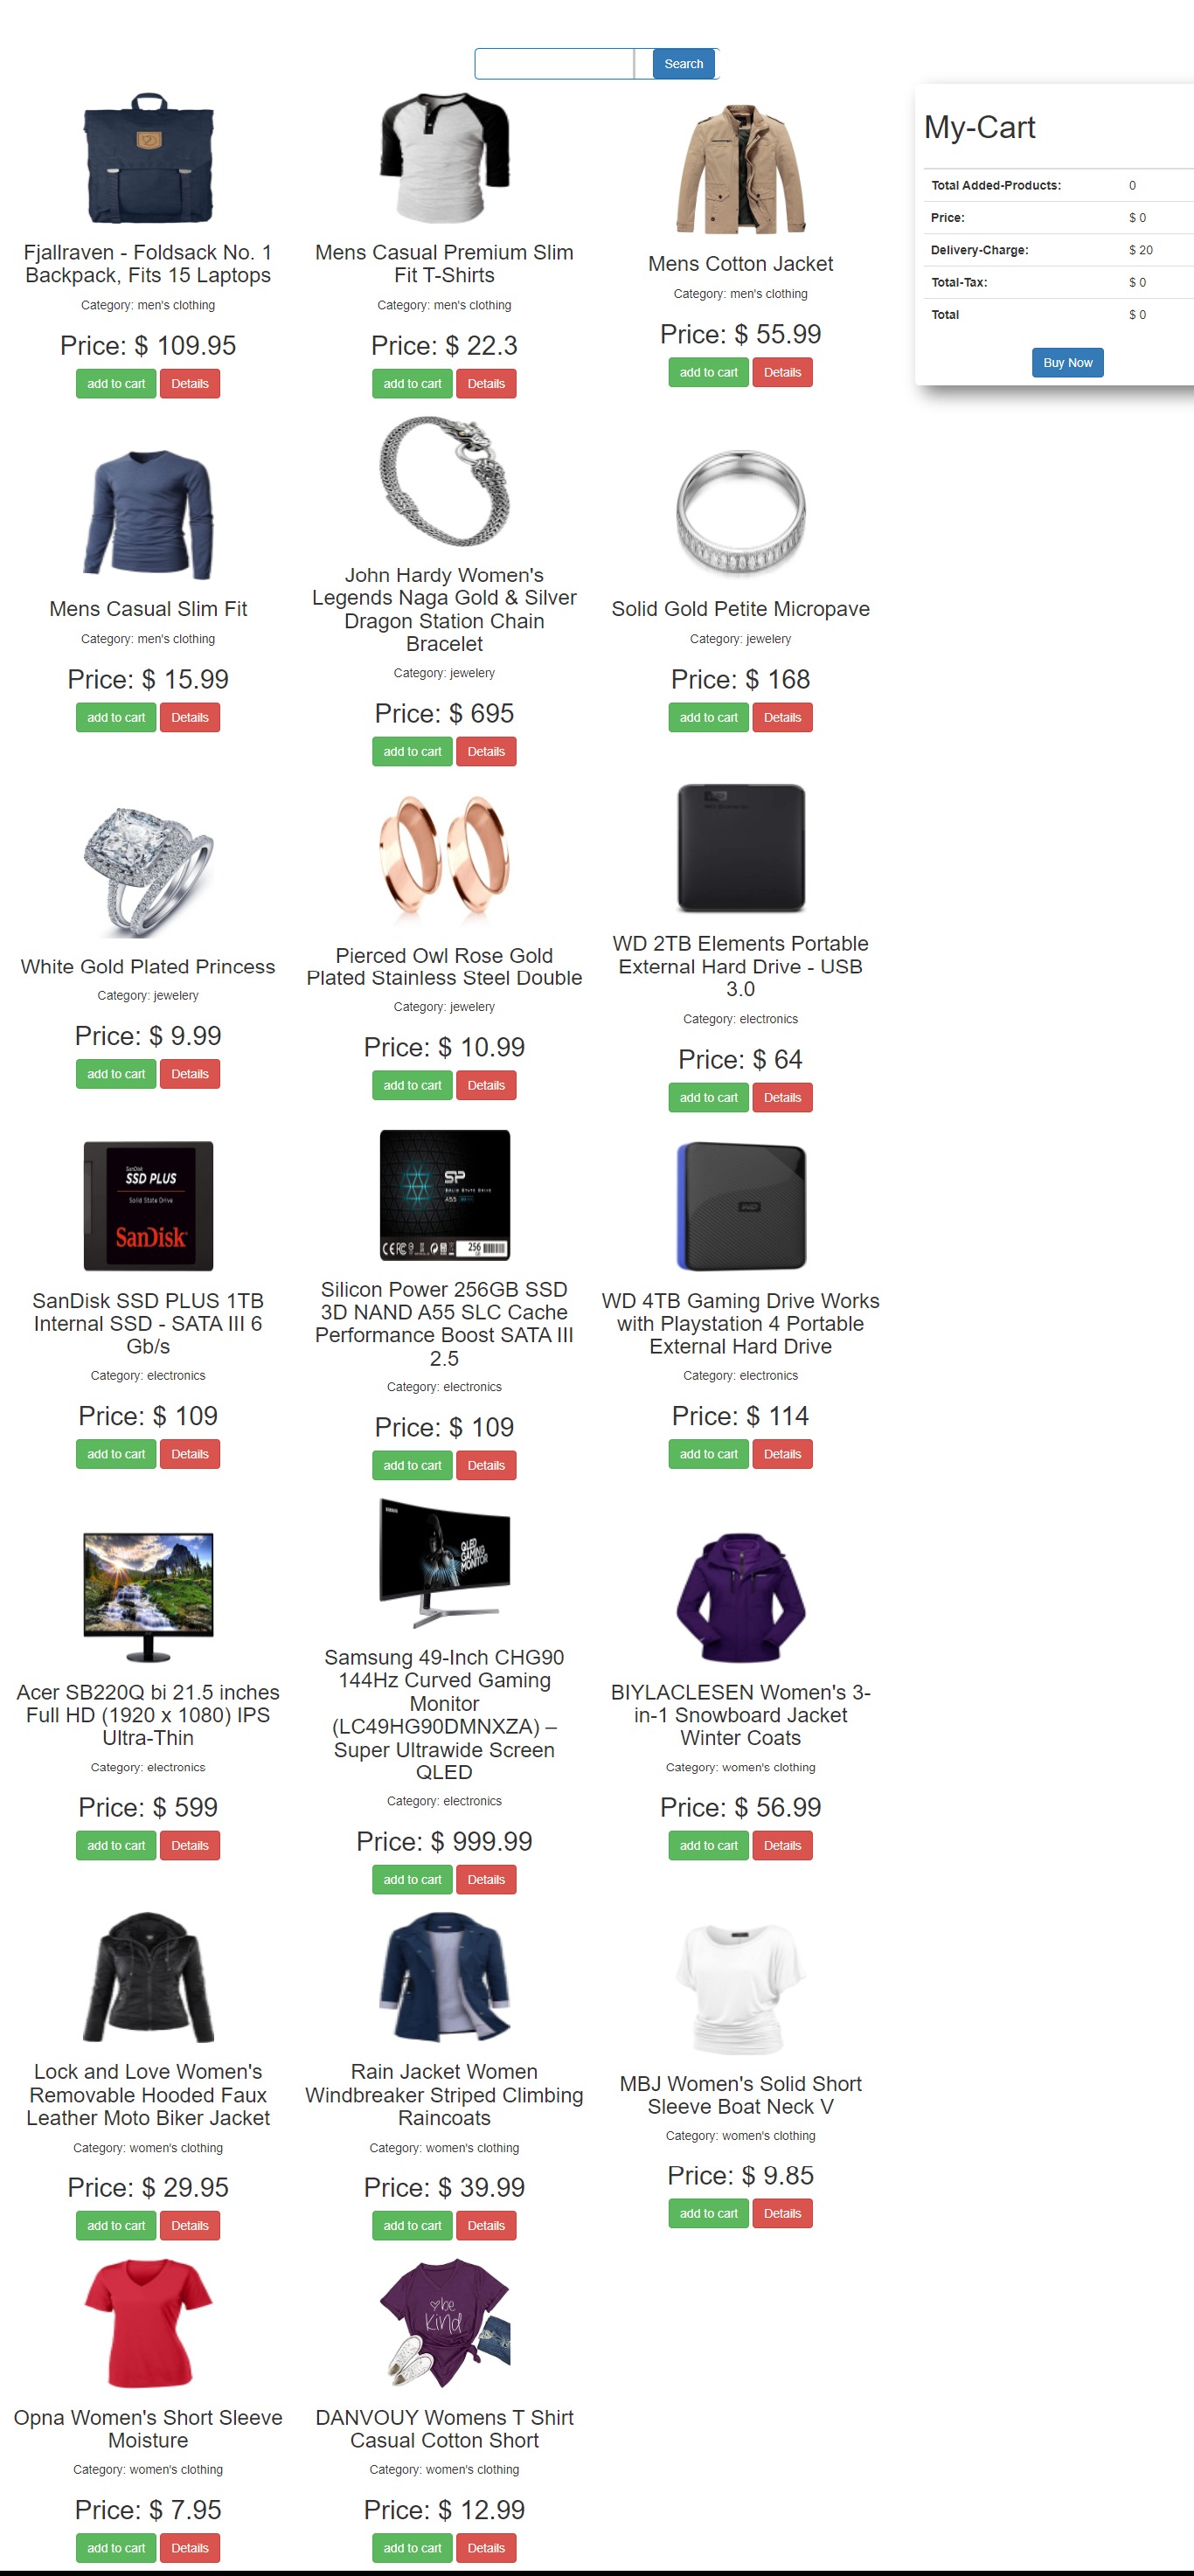 Search
My-Cart
Total Added-Products: 0
Price: $ 0
Delivery-Charge: $ 20
Total-Tax: $ 0
Total $ 0
Buy Now
Fjallraven - Foldsack No. 1
Backpack, Fits 15 Laptops
Category: men's clothing
Price: $ 109.95
add to cart Details
Mens Casual Premium Slim
Fit T-Shirts
Category: men's clothing
Price: $ 22.3
add to cart Details
Mens Cotton Jacket
Category: men's clothing
Price: $ 55.99
add to cart Details
Mens Casual Slim Fit
Category: men's clothing
Price: $ 15.99
add to cart Details
John Hardy Women's
Legends Naga Gold & Silver
Dragon Station Chain
Bracelet
Category: jewelery
Price: $ 695
add to cart Details
Solid Gold Petite Micropave
Category: jewelery
Price: $ 168
add to cart Details
White Gold Plated Princess
Category: jewelery
Price: $ 9.99
add to cart Details
Pierced Owl Rose Gold
Plated Stainless Steel Double
Category: jewelery
Price: $ 10.99
add to cart Details
WD 2TB Elements Portable
External Hard Drive - USB
3.0
Category: electronics
Price: $ 64
add to cart Details
SanDisk
SSD PLUS
Solid State Drive
SanDisk
SanDisk SSD PLUS 1TB
Internal SSD - SATA III 6
Gb/s
Category: electronics
Price: $ 109
add to cart Details
SP
Solid State Drive
A55
256
Silicon Power 256GB SSD
3D NAND A55 SLC Cache
Performance Boost SATA III
2.5
Category: electronics
Price: $ 109
add to cart Details
WD
WD 4TB Gaming Drive Works
with Playstation 4 Portable
External Hard Drive
Category: electronics
Price: $ 114
add to cart Details
Acer SB220Q bi 21.5 inches
Full HD (1920 x 1080) IPS
Ultra-Thin
Category: electronics
Price: $ 599
add to cart Details
QLED
GAMING
MONITOR
Samsung 49-Inch CHG90
144Hz Curved Gaming
Monitor
(LC49HG90DMNXZA) –
Super Ultrawide Screen
QLED
Category: electronics
Price: $ 999.99
add to cart Details
BIYLACLESEN Women's 3-
in-1 Snowboard Jacket
Winter Coats
Category: women's clothing
Price: $ 56.99
add to cart Details
Lock and Love Women's
Removable Hooded Faux
Leather Moto Biker Jacket
Category: women's clothing
Price: $ 29.95
add to cart Details
Rain Jacket Women
Windbreaker Striped Climbing
Raincoats
Category: women's clothing
Price: $ 39.99
add to cart Details
MBJ Women's Solid Short
Sleeve Boat Neck V
Category: women's clothing
Price: $ 9.85
add to cart Details
Opna Women's Short Sleeve
Moisture
Category: women's clothing
Price: $ 7.95
add to cart Details
be
kind
DANVOUY Womens T Shirt
Casual Cotton Short
Category: women's clothing
Price: $ 12.99
add to cart Details